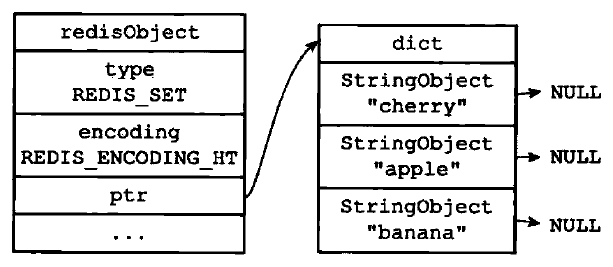 redisObject
type
REDIS_SET
encoding
REDIS_ENCODING_HT
ptr
...
dict
StringObject
"cherry"
NULL
StringObject
"apple"
NULL
StringObject
"banana"
NULL